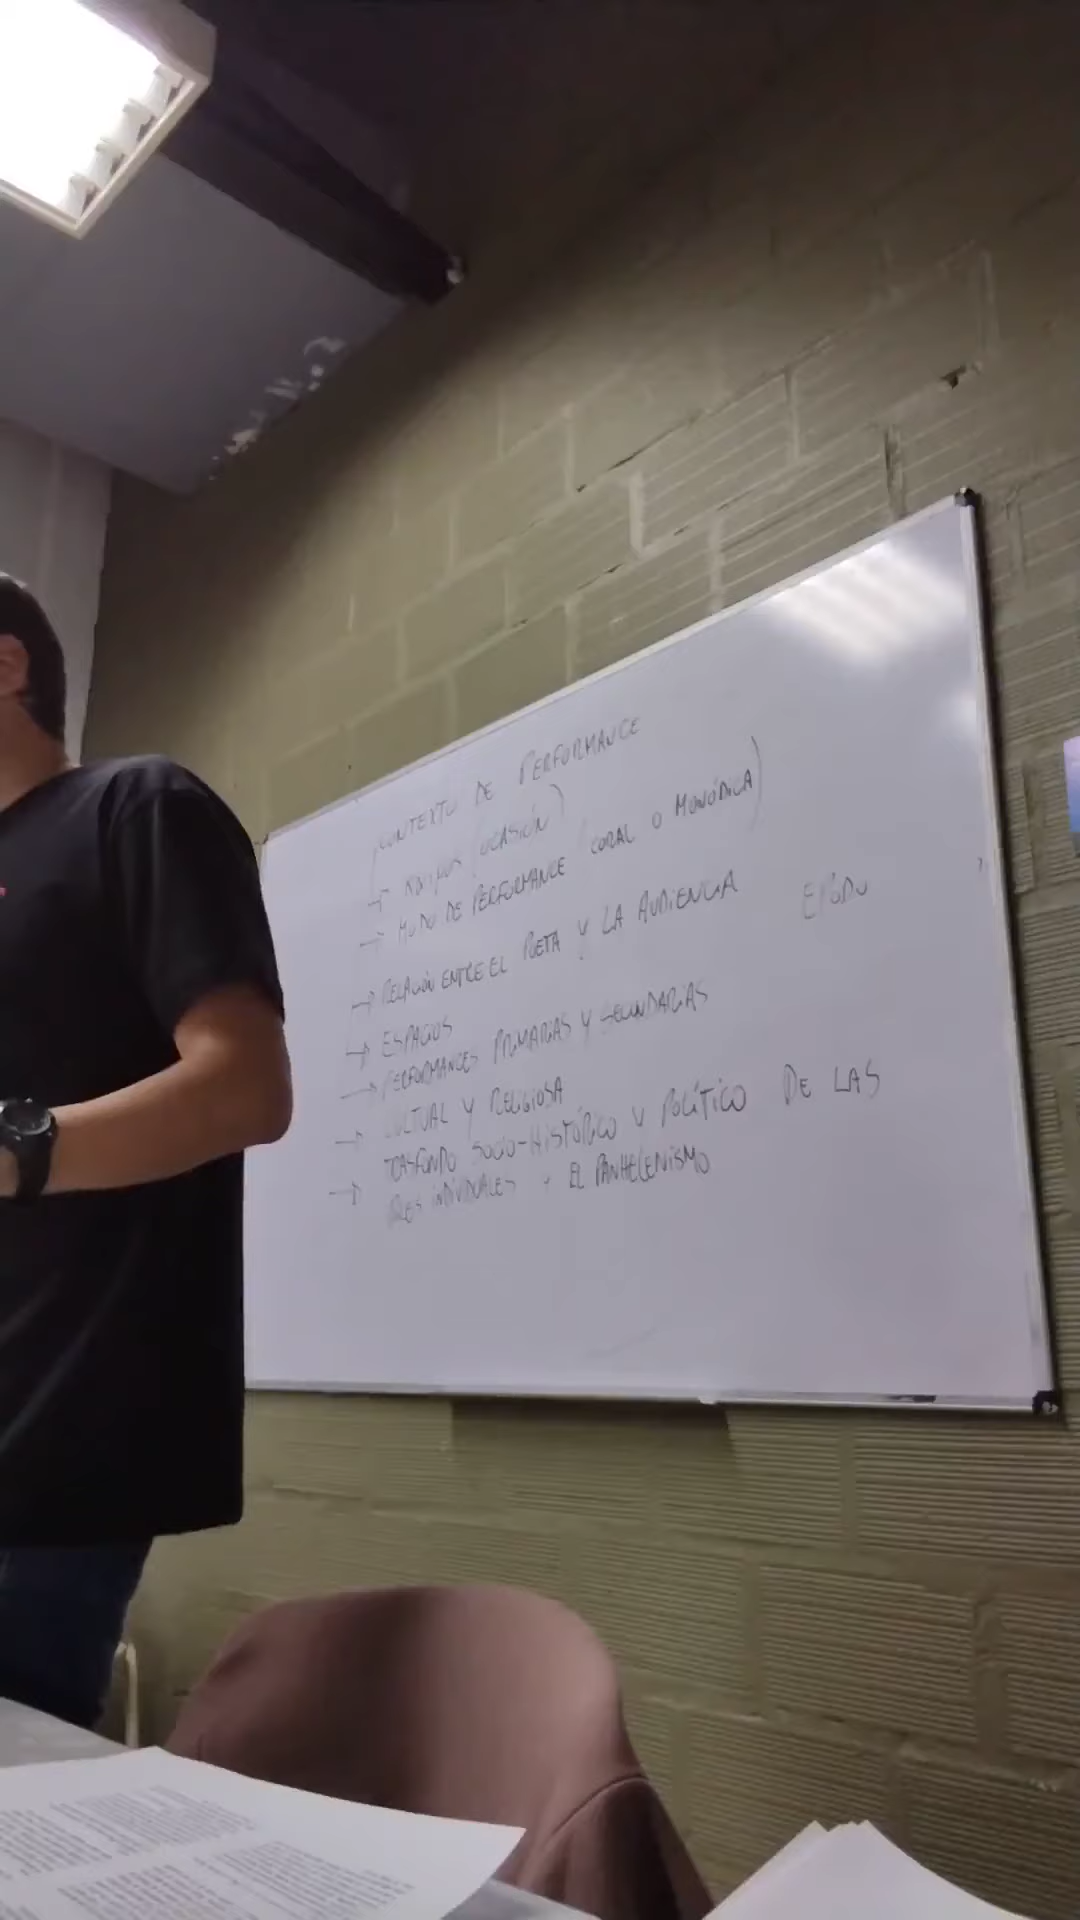 CONTEXTO DE PERFORMANCE
→ (OCASIÓN)
→ MODO DE PERFORMANCE (CORAL O MONÓDICA)
→ RELACIÓN ENTRE EL POETA Y LA AUDIENCIA
EPODO
→ ESPACIOS
→ PERFORMANCES PRIMARIAS Y SECUNDARIAS
→ CULTUAL Y RELIGIOSA
→ TRASFONDO SOCIO-HISTÓRICO Y POLÍTICO DE LAS
INDIVIDUALES Y EL PANHELENISMO